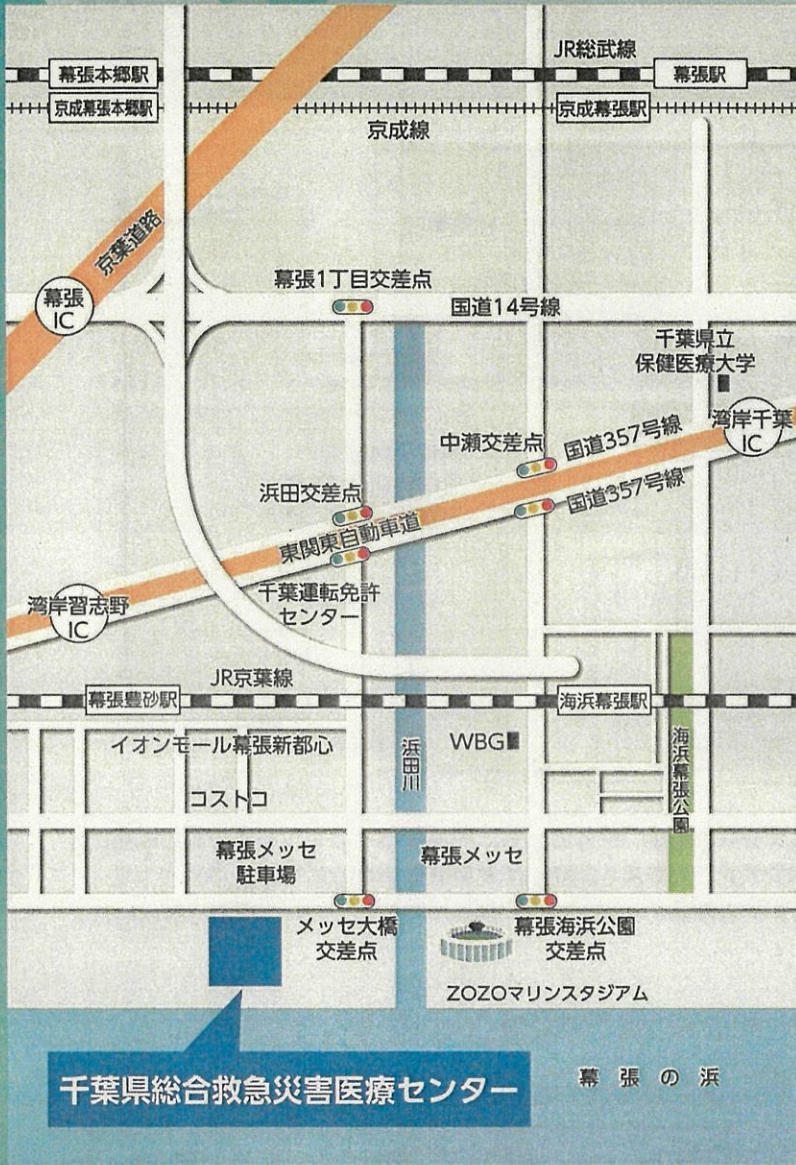 JR総武線
幕張本郷駅
幕張駅
京成幕張本郷駅
京成幕張駅
京成線
京葉道路
幕張
IC
幕張1丁目交差点
国道14号線
千葉県立
保健医療大学
湾岸千葉
IC
中瀬交差点
国道357号線
国道357号線
浜田交差点
東関東自動車道
湾岸習志野
IC
千葉運転免許
センター
JR京葉線
幕張豊砂駅
海浜幕張駅
イオンモール幕張新都心
浜田川
WBG
海浜幕張公園
コストコ
幕張メッセ
駐車場
幕張メッセ
メッセ大橋
交差点
幕張海浜公園
交差点
ZOZOマリンスタジアム
千葉県総合救急災害医療センター
幕張の浜